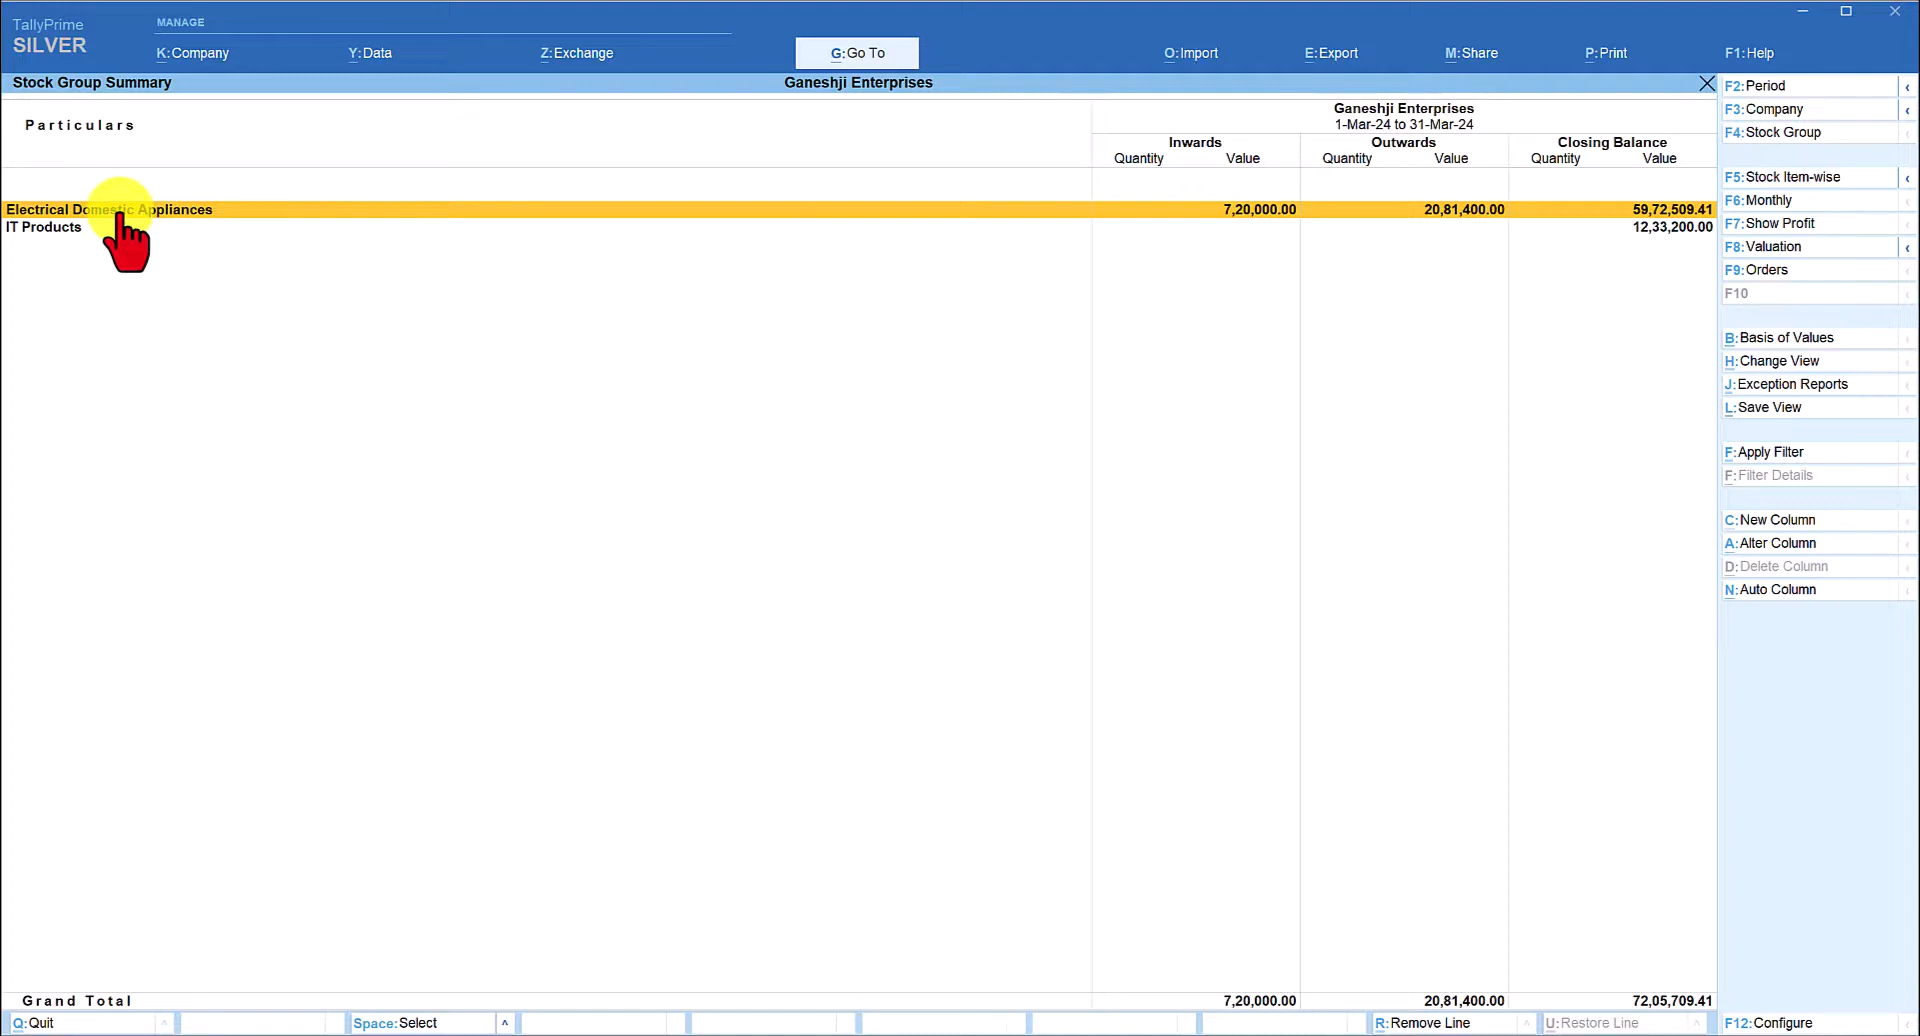 TallyPrime
SILVER
MANAGE
K:Company Y:Data Z:Exchange G:Go To O:Import E:Export M:Share P:Print F1:Help
Stock Group Summary Ganeshji Enterprises
Particulars
Ganeshji Enterprises
1-Mar-24 to 31-Mar-24
Inwards Outwards Closing Balance
Quantity Value Quantity Value Quantity Value
Electrical Domestic Appliances 7,20,000.00 20,81,400.00 59,72,509.41
IT Products 12,33,200.00
Grand Total 7,20,000.00 20,81,400.00 72,05,709.41
F2:Period
F3:Company
F4:Stock Group
F5:Stock Item-wise
F6:Monthly
F7:Show Profit
F8:Valuation
F9:Orders
F10
B:Basis of Values
H:Change View
J:Exception Reports
L:Save View
F:Apply Filter
F:Filter Details
C:New Column
A:Alter Column
D:Delete Column
N:Auto Column
Q:Quit Space:Select R:Remove Line U:Restore Line F12:Configure